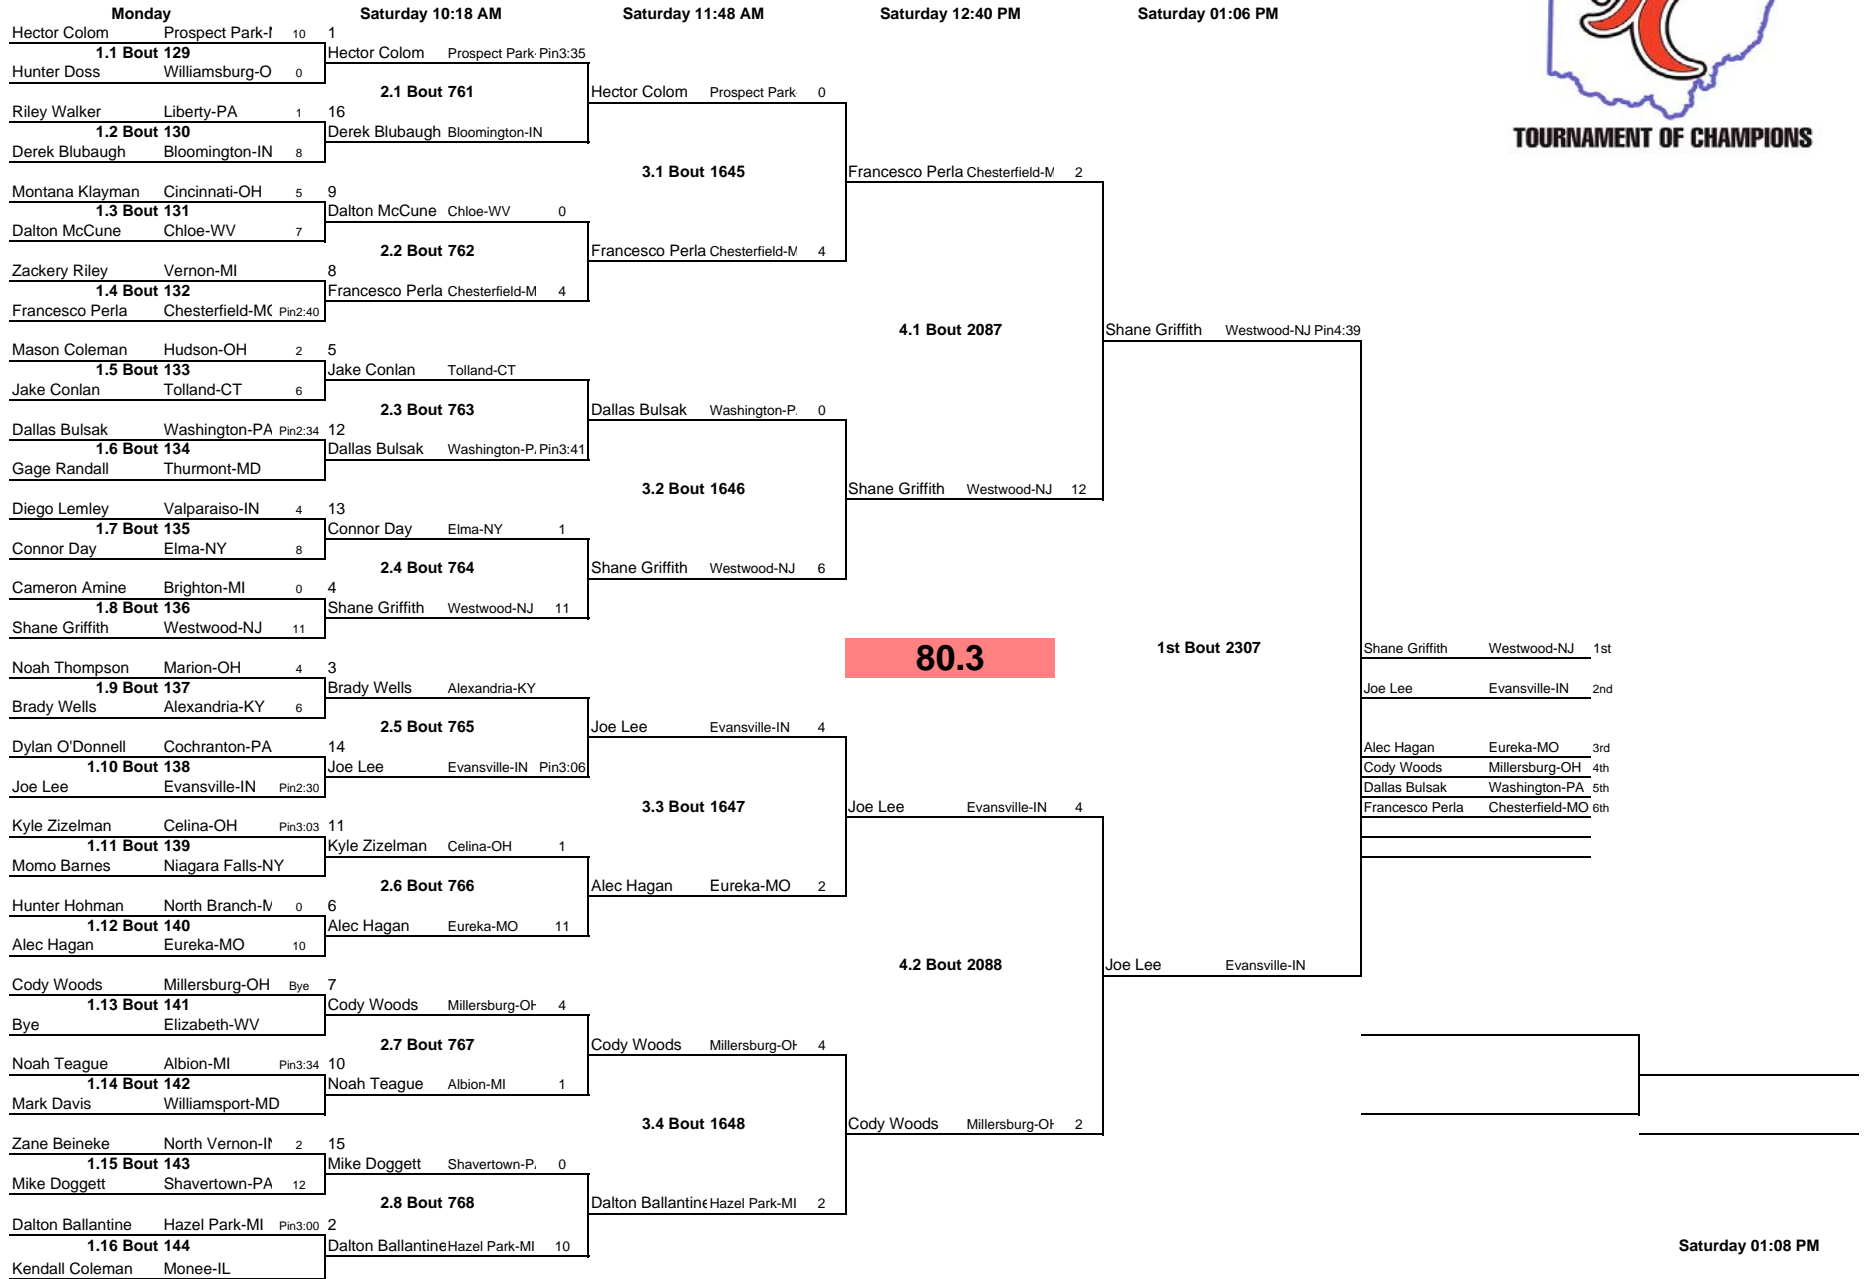 Monday Saturday 10:18 AM Saturday 11:48 AM Saturday 12:40 PM Saturday 01:06 PM
TOURNAMENT OF CHAMPIONS
Hector Colom Prospect Park- 10 1
1.1 Bout 129
Hunter Doss Williamsburg-O 0
Riley Walker Liberty-PA 1 16
1.2 Bout 130
Derek Blubaugh Bloomington-IN 8
Montana Klayman Cincinnati-OH 5 9
1.3 Bout 131
Dalton McCune Chloe-WV 7
Zackery Riley Vernon-MI 8
1.4 Bout 132
Francesco Perla Chesterfield-MO Pin2:40
Mason Coleman Hudson-OH 2 5
1.5 Bout 133
Jake Conlan Tolland-CT 6
Dallas Bulsak Washington-PA Pin2:34 12
1.6 Bout 134
Gage Randall Thurmont-MD
Diego Lemley Valparaiso-IN 4 13
1.7 Bout 135
Connor Day Elma-NY 8
Cameron Amine Brighton-MI 0 4
1.8 Bout 136
Shane Griffith Westwood-NJ 11
Noah Thompson Marion-OH 4 3
1.9 Bout 137
Brady Wells Alexandria-KY 6
Dylan O'Donnell Cochranton-PA 14
1.10 Bout 138
Joe Lee Evansville-IN Pin2:30
Kyle Zizelman Celina-OH Pin3:03 11
1.11 Bout 139
Momo Barnes Niagara Falls-NY
Hunter Hohman North Branch-M 0 6
1.12 Bout 140
Alec Hagan Eureka-MO 10
Cody Woods Millersburg-OH Bye 7
1.13 Bout 141
Bye Elizabeth-WV
Noah Teague Albion-MI Pin3:34 10
1.14 Bout 142
Mark Davis Williamsport-MD
Zane Beineke North Vernon-IN 2 15
1.15 Bout 143
Mike Doggett Shavertown-PA 12
Dalton Ballantine Hazel Park-MI Pin3:00 2
1.16 Bout 144
Kendall Coleman Monee-IL
Hector Colom Prospect Park- Pin3:35
2.1 Bout 761
Derek Blubaugh Bloomington-IN
Dalton McCune Chloe-WV 0
2.2 Bout 762
Francesco Perla Chesterfield-M 4
Jake Conlan Tolland-CT
2.3 Bout 763
Dallas Bulsak Washington-P Pin3:41
Connor Day Elma-NY 1
2.4 Bout 764
Shane Griffith Westwood-NJ 11
Brady Wells Alexandria-KY
2.5 Bout 765
Joe Lee Evansville-IN Pin3:06
Kyle Zizelman Celina-OH 1
2.6 Bout 766
Alec Hagan Eureka-MO 11
Cody Woods Millersburg-OH 4
2.7 Bout 767
Noah Teague Albion-MI 1
Mike Doggett Shavertown-P 0
2.8 Bout 768
Dalton Ballantine Hazel Park-MI 10
Hector Colom Prospect Park 0
3.1 Bout 1645
Francesco Perla Chesterfield-M 4
Dallas Bulsak Washington-P 0
3.2 Bout 1646
Shane Griffith Westwood-NJ 6
Joe Lee Evansville-IN 4
3.3 Bout 1647
Alec Hagan Eureka-MO 2
Cody Woods Millersburg-OH 4
3.4 Bout 1648
Dalton Ballantine Hazel Park-MI 2
Francesco Perla Chesterfield-M 2
4.1 Bout 2087
Shane Griffith Westwood-NJ 12
80.3
Joe Lee Evansville-IN 4
4.2 Bout 2088
Cody Woods Millersburg-OH 2
Shane Griffith Westwood-NJ Pin4:39
1st Bout 2307
Joe Lee Evansville-IN
Shane Griffith Westwood-NJ 1st
Joe Lee Evansville-IN 2nd
Alec Hagan Eureka-MO 3rd
Cody Woods Millersburg-OH 4th
Dallas Bulsak Washington-PA 5th
Francesco Perla Chesterfield-MO 6th
Saturday 01:08 PM